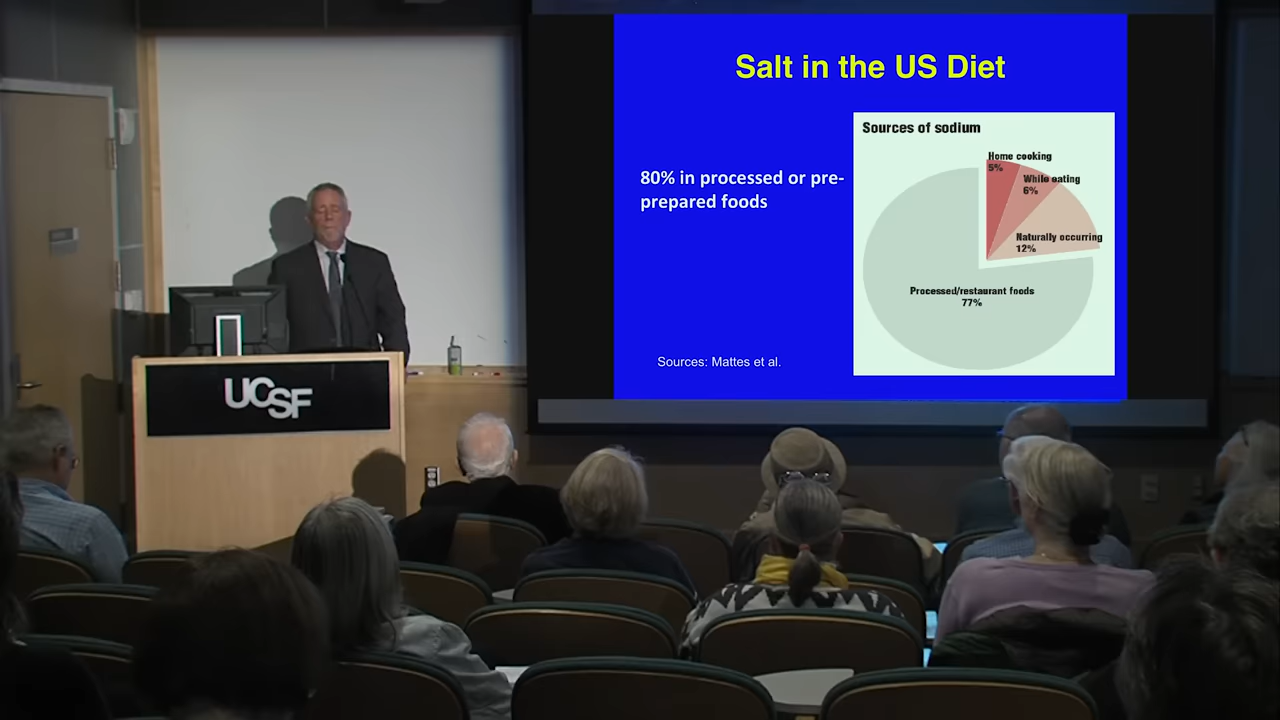 Salt in the US Diet
80% in processed or pre-
prepared foods
Sources: Mattes et al.
Sources of sodium
Home cooking
5%
While eating
6%
Naturally occurring
12%
Processed/restaurant foods
77%
UCSF